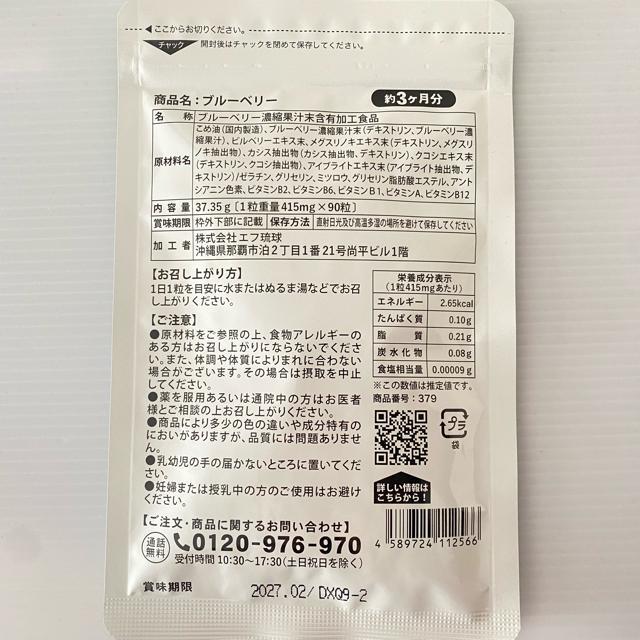 ◀ここからお切りください。
チャック 開封後はチャックを閉めて保存してください。
商品名：ブルーベリー 約3ヶ月分
名 称 ブルーベリー濃縮果汁末含有加工食品
原材料名 こめ油(国内製造)、ブルーベリー濃縮果汁末(デキストリン、ブルーベリー濃
縮果汁)、ビルベリーエキス末、メグスリノキエキス末(デキストリン、メグスリ
ノキ抽出物)、カシス抽出物(カシス抽出物、デキストリン)、クコシエキス末
(デキストリン、クコシ抽出物)、アイブライトエキス末(アイブライト抽出物、デ
キストリン)/ゼラチン、グリセリン、ミツロウ、グリセリン脂肪酸エステル、アント
シアニン色素、ビタミンB2、ビタミンB6、ビタミンB1、ビタミンA、ビタミンB12
内容量 37.35g〔1粒重量415mg×90粒〕
賞味期限 枠外下部に記載 保存方法 直射日光及び高温多湿の場所を避けて保存してください
加工者 株式会社エフ琉球
沖縄県那覇市泊2丁目1番21号尚平ビル1階
【お召し上がり方】
1日1粒を目安に水またはぬるま湯などでお召
し上がりください。
【ご注意】
●原材料をご参照の上、食物アレルギーの
ある方はお召し上がりにならないでくださ
い。また、体調や体質によりまれに合わない
場合がございます。その場合は摂取を中止
してください。
●薬を服用あるいは通院中の方はお医者
様とご相談の上お召し上がりください。
●商品により多少の色の違いや成分特有の
においがありますが、品質には問題ありませ
ん。
●乳幼児の手の届かないところに置いてくだ
さい。
●妊婦または授乳中の方のご使用はお避け
ください。
栄養成分表示
(1粒415mgあたり)
エネルギー 2.65kcal
たんぱく質 0.10g
脂 質 0.21g
炭水化物 0.08g
食塩相当量 0.00009g
※この数値は推定値です。
商品番号：379
プラ
袋
詳しい情報は
こちらから！
4 589724 112566
【ご注文・商品に関するお問い合わせ】
通話
無料 0120-976-970
受付時間 10:30〜17:30(土日祝日を除く)
賞味期限 2027.02/DXQ9-2